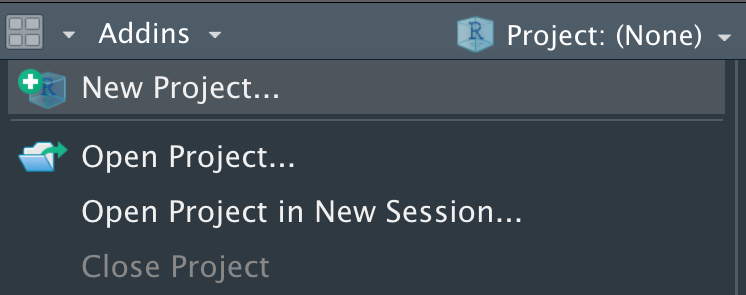 Addins R Project: (None)
R New Project...
Open Project...
Open Project in New Session...
Close Project